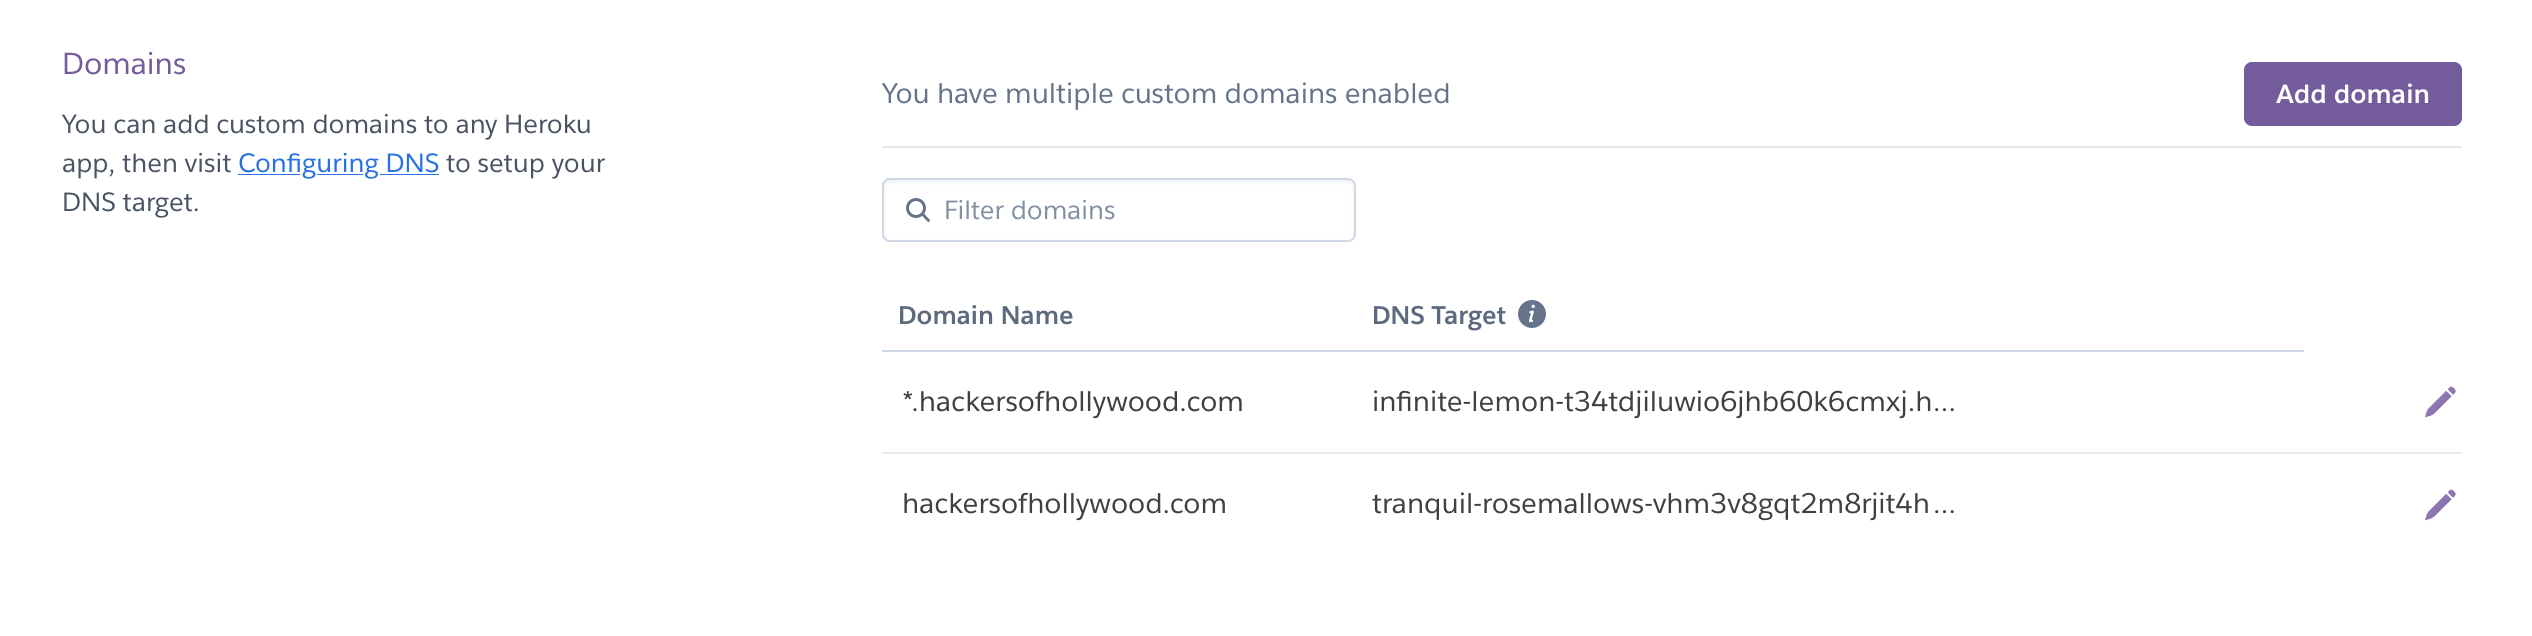 Domains
You can add custom domains to any Heroku
app, then visit Configuring DNS to setup your
DNS target.
You have multiple custom domains enabled
Add domain
Filter domains
Domain Name DNS Target i
*.hackersofhollywood.com infinite-lemon-t34tdjiluwio6jhb60k6cmxj.h...
hackersofhollywood.com tranquil-rosemallows-vhm3v8gqt2m8rjit4h...